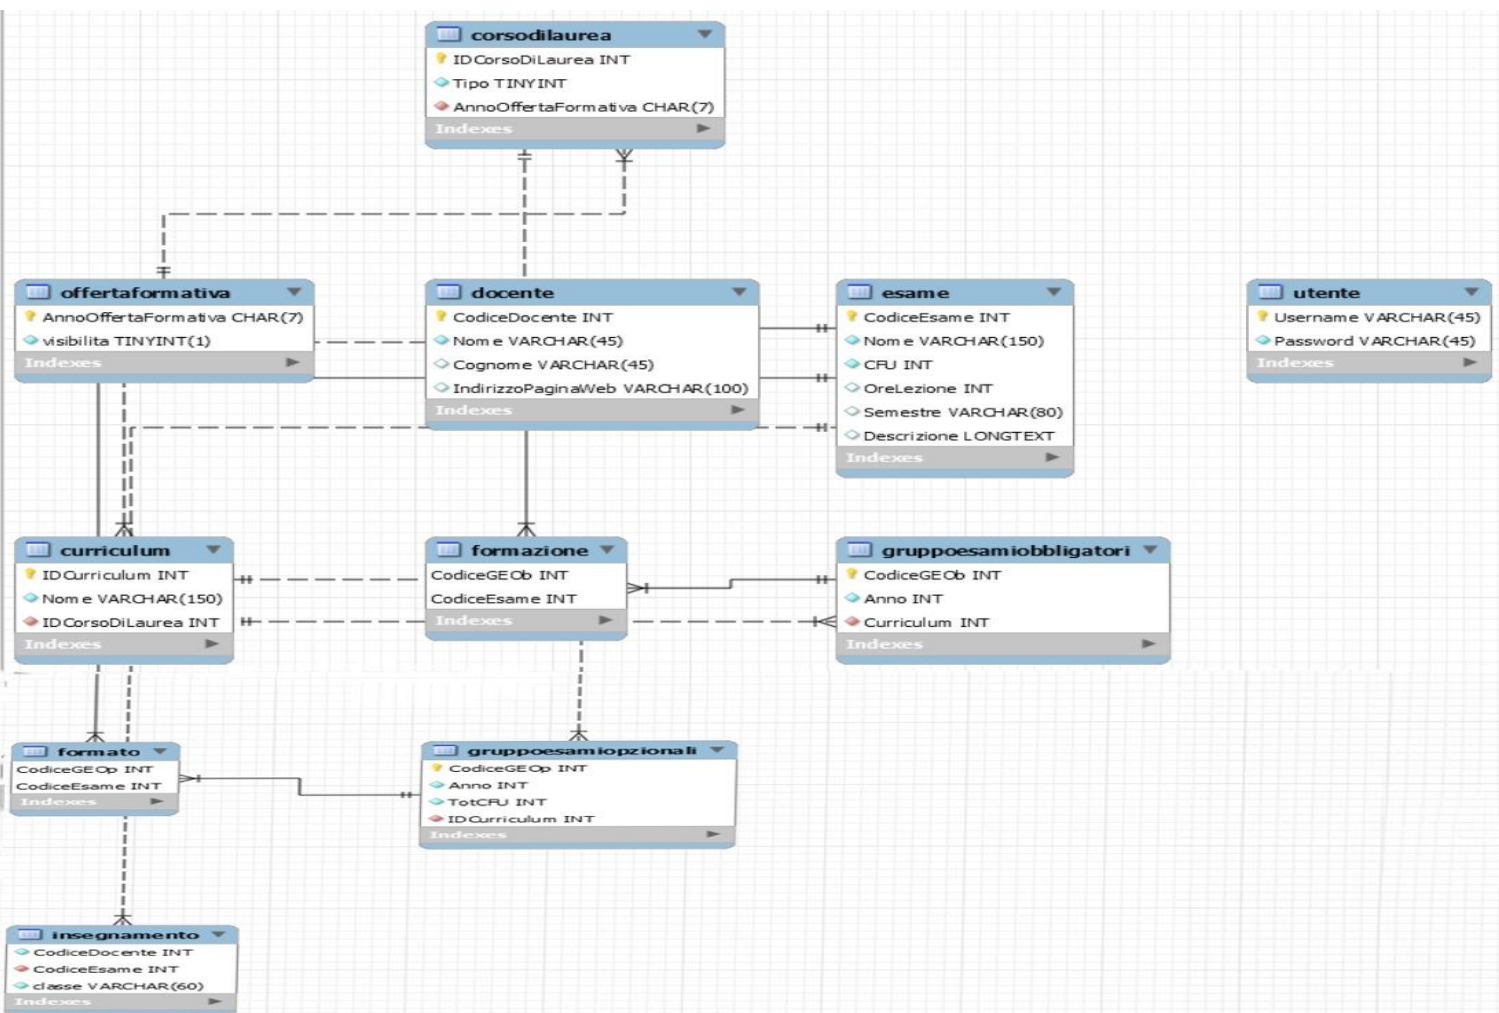 corsodilaurea
IDCorsoDiLaurea INT
Tipo TINYINT
AnnoOffertaFormativa CHAR(7)
Indexes
offertaformativa
AnnoOffertaFormativa CHAR(7)
visibilita TINYINT(1)
Indexes
docente
CodiceDocente INT
Nome VARCHAR(45)
Cognome VARCHAR(45)
IndirizzoPaginaWeb VARCHAR(100)
Indexes
esame
CodiceEsame INT
Nome VARCHAR(150)
CFU INT
OreLezione INT
Semestre VARCHAR(80)
Descrizione LONGTEXT
Indexes
utente
Username VARCHAR(45)
Password VARCHAR(45)
Indexes
curriculum
IDCurriculum INT
Nome VARCHAR(150)
IDCorsoDiLaurea INT
Indexes
formazione
CodiceGEOb INT
CodiceEsame INT
Indexes
gruppoesamiobbligatori
CodiceGEOb INT
Anno INT
Curriculum INT
Indexes
formato
CodiceGEOp INT
CodiceEsame INT
Indexes
gruppoesamiopzionali
CodiceGEOp INT
Anno INT
TotCFU INT
IDCurriculum INT
Indexes
insegnamento
CodiceDocente INT
CodiceEsame INT
classe VARCHAR(60)
Indexes